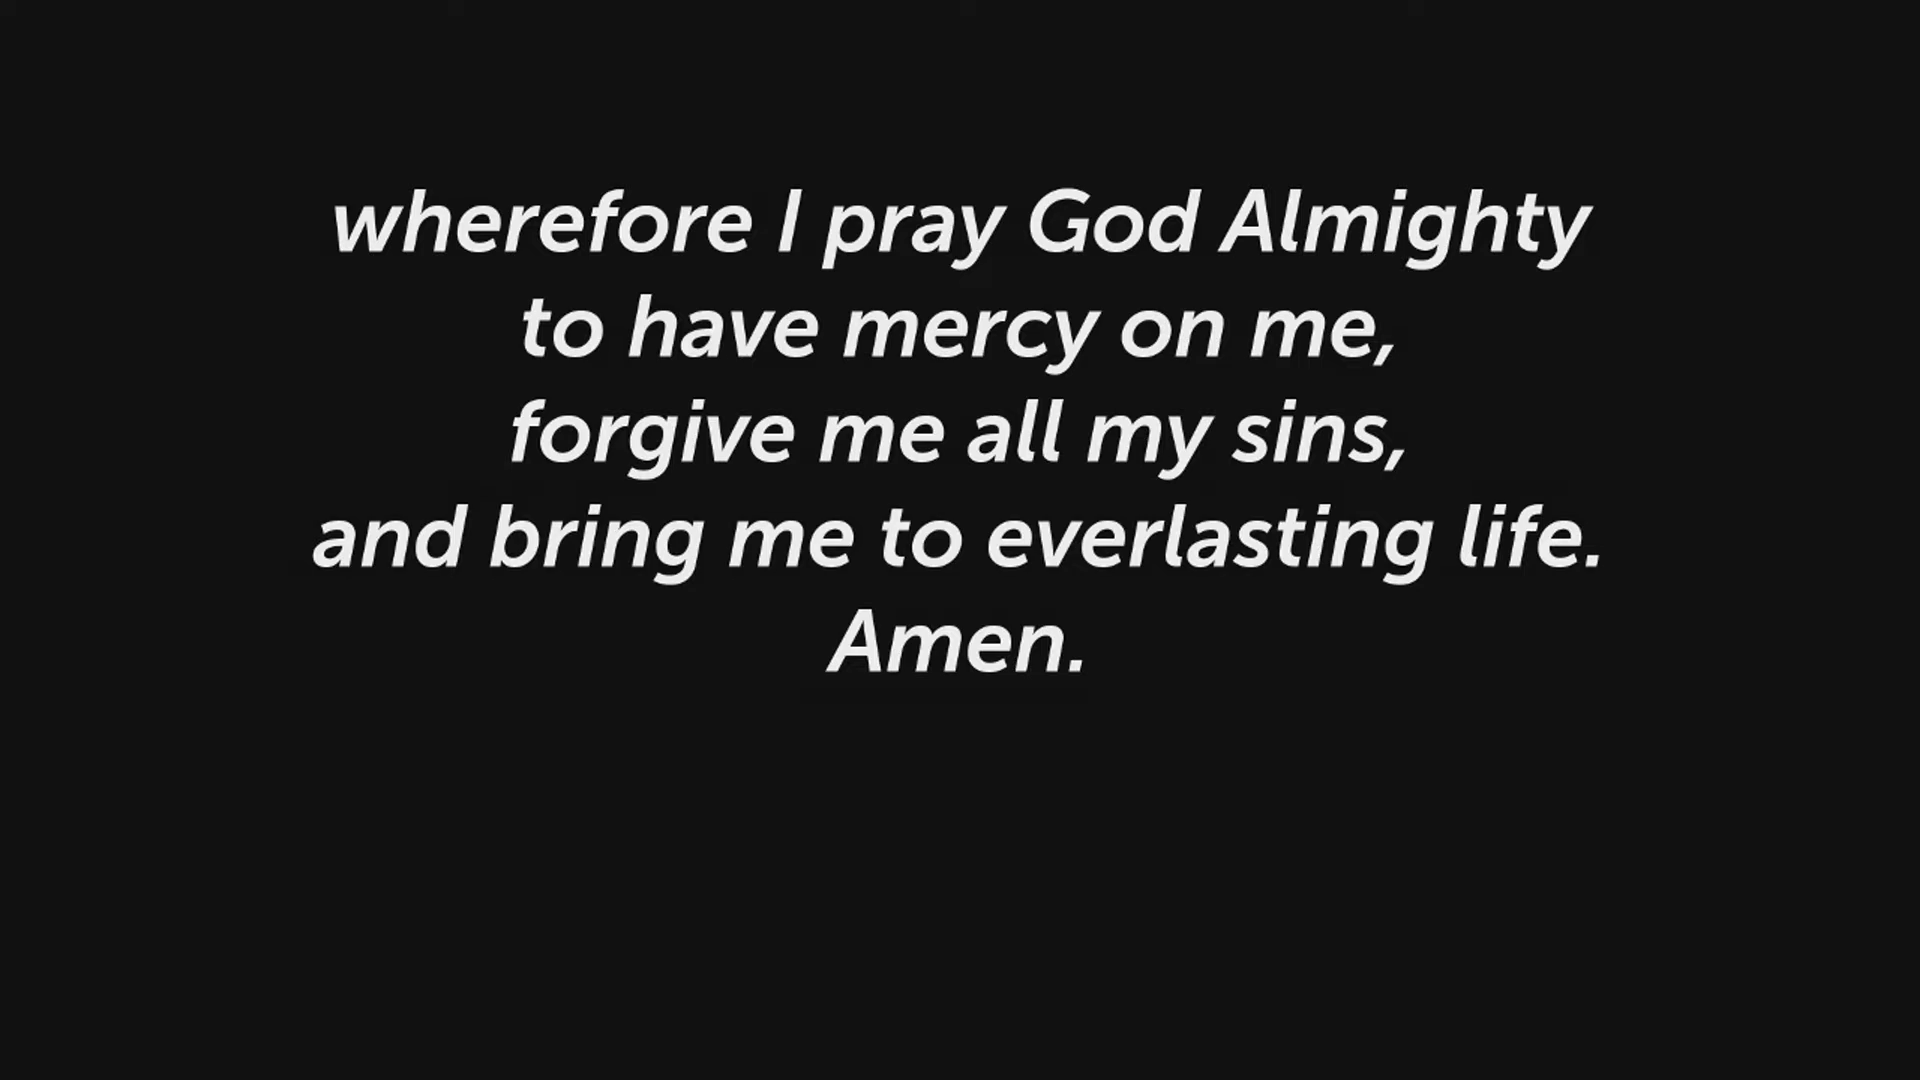 wherefore I pray God Almighty
to have mercy on me,
forgive me all my sins,
and bring me to everlasting life.
Amen.